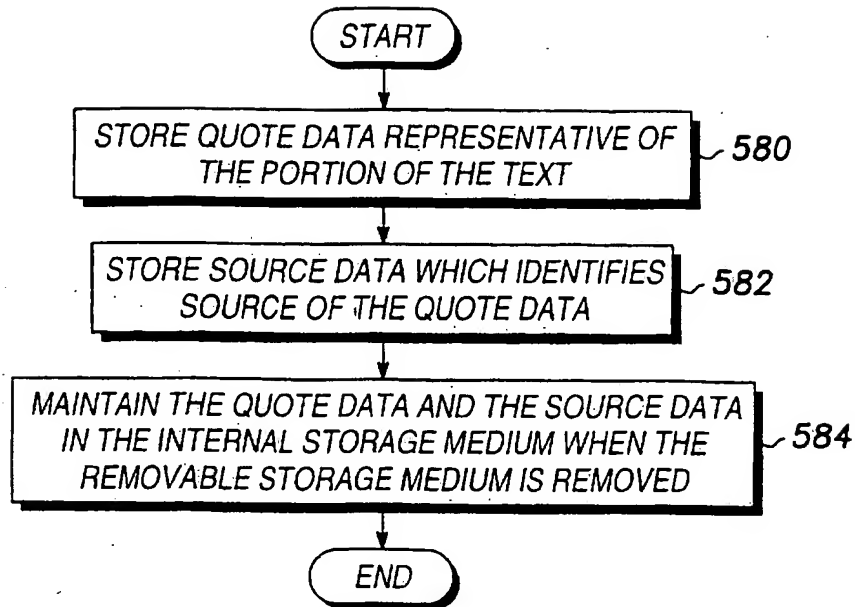 START
STORE QUOTE DATA REPRESENTATIVE OF
THE PORTION OF THE TEXT
580
STORE SOURCE DATA WHICH IDENTIFIES
SOURCE OF THE QUOTE DATA
582
MAINTAIN THE QUOTE DATA AND THE SOURCE DATA
IN THE INTERNAL STORAGE MEDIUM WHEN THE
REMOVABLE STORAGE MEDIUM IS REMOVED
584
END